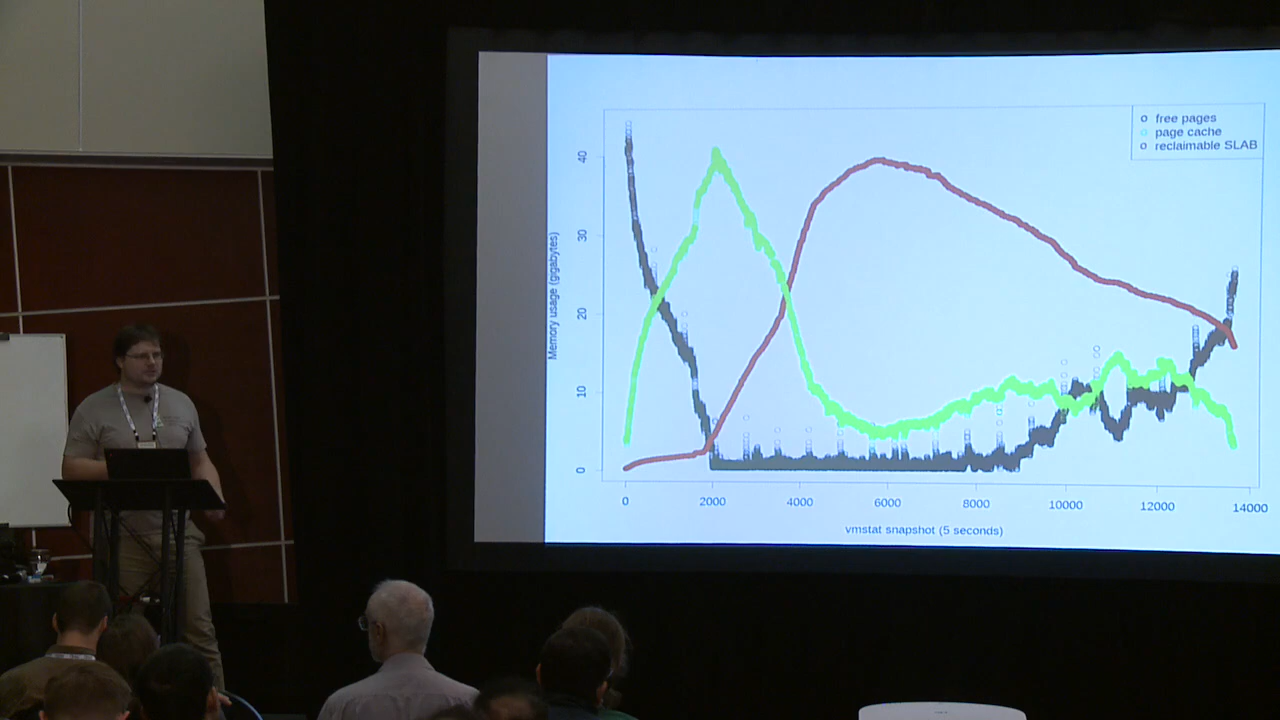 free pages
page cache
reclaimable SLAB
Memory usage (gigabytes)
40
30
20
10
0
0 2000 4000 6000 8000 10000 12000 14000
vmstat snapshot (5 seconds)